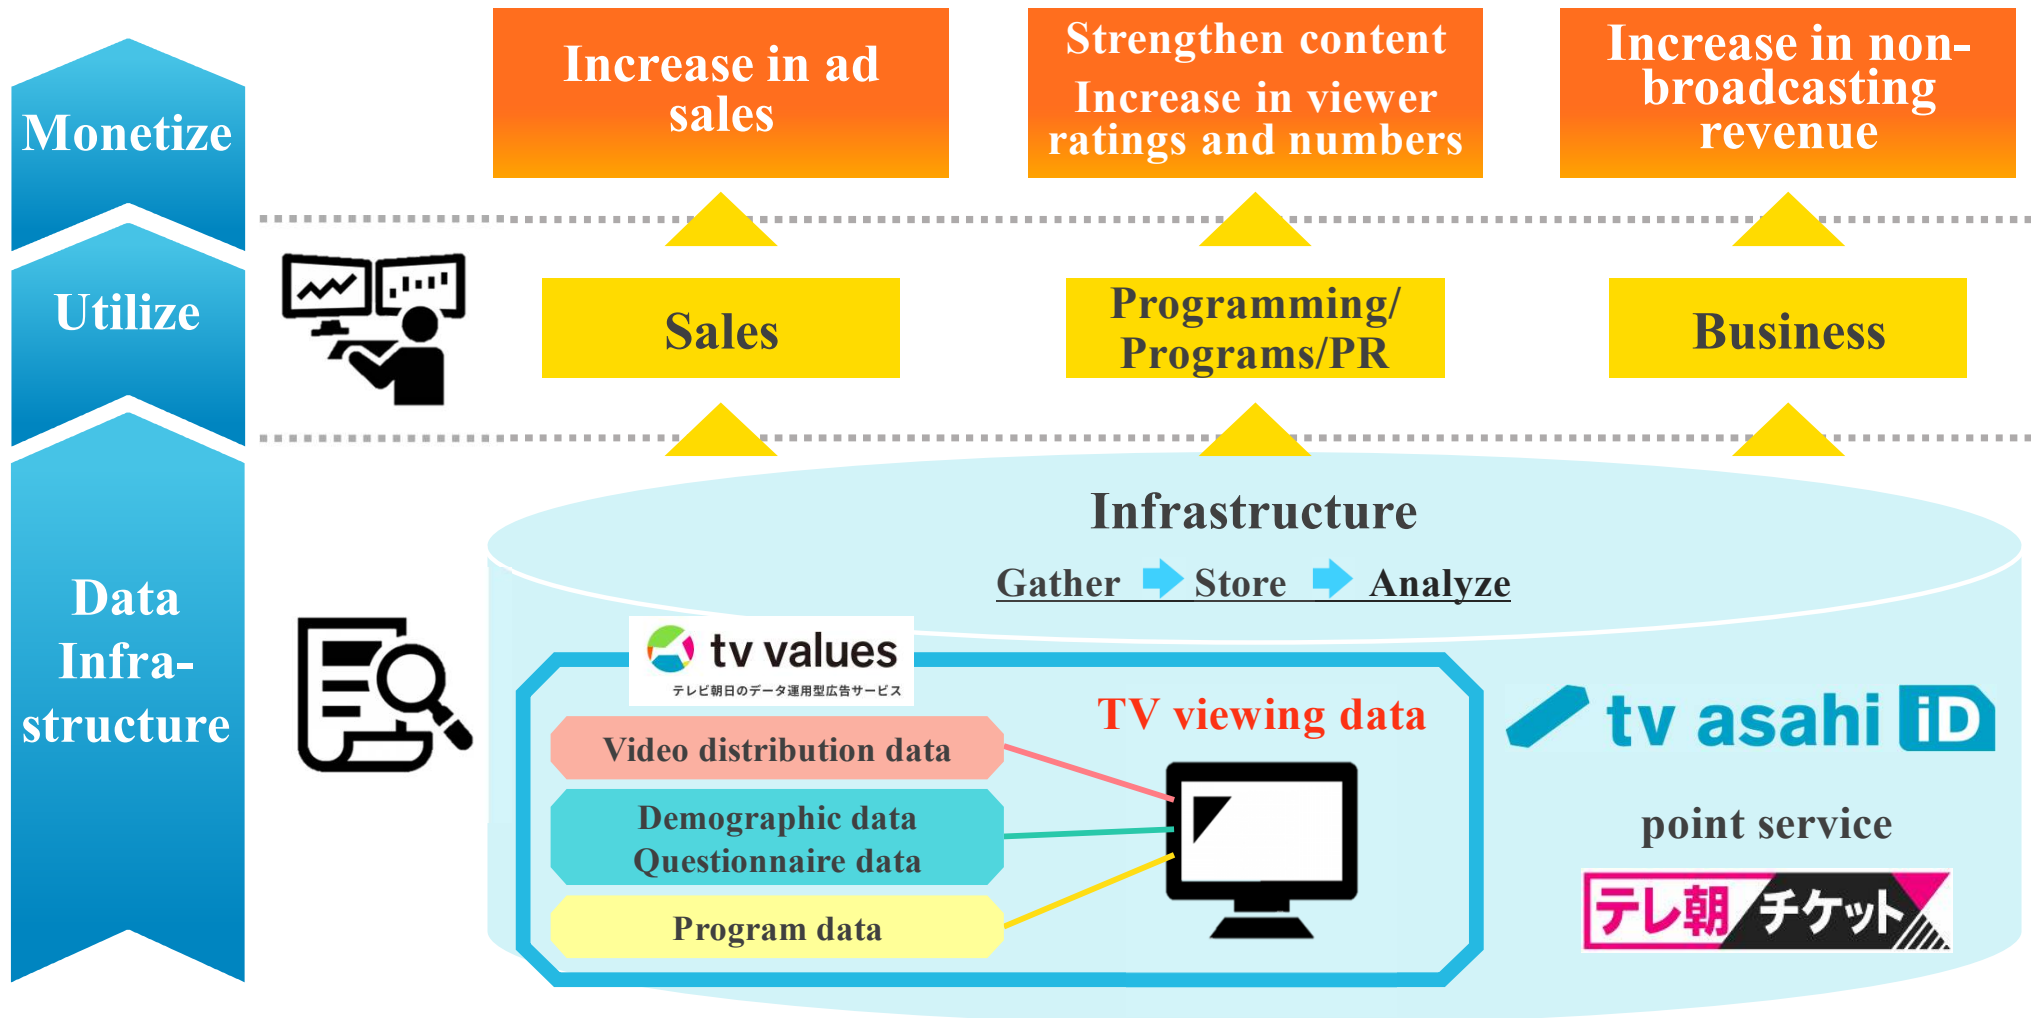 Monetize
Increase in ad
sales
Strengthen content
Increase in viewer
ratings and numbers
Increase in non-
broadcasting
revenue
Utilize
Sales
Programming/
Programs/PR
Business
Data
Infra-
structure
Infrastructure
Gather Store Analyze
tv values
テレビ朝日のデータ運用型広告サービス
TV viewing data
Video distribution data
Demographic data
Questionnaire data
Program data
tv asahi iD
point service
テレ朝チケット